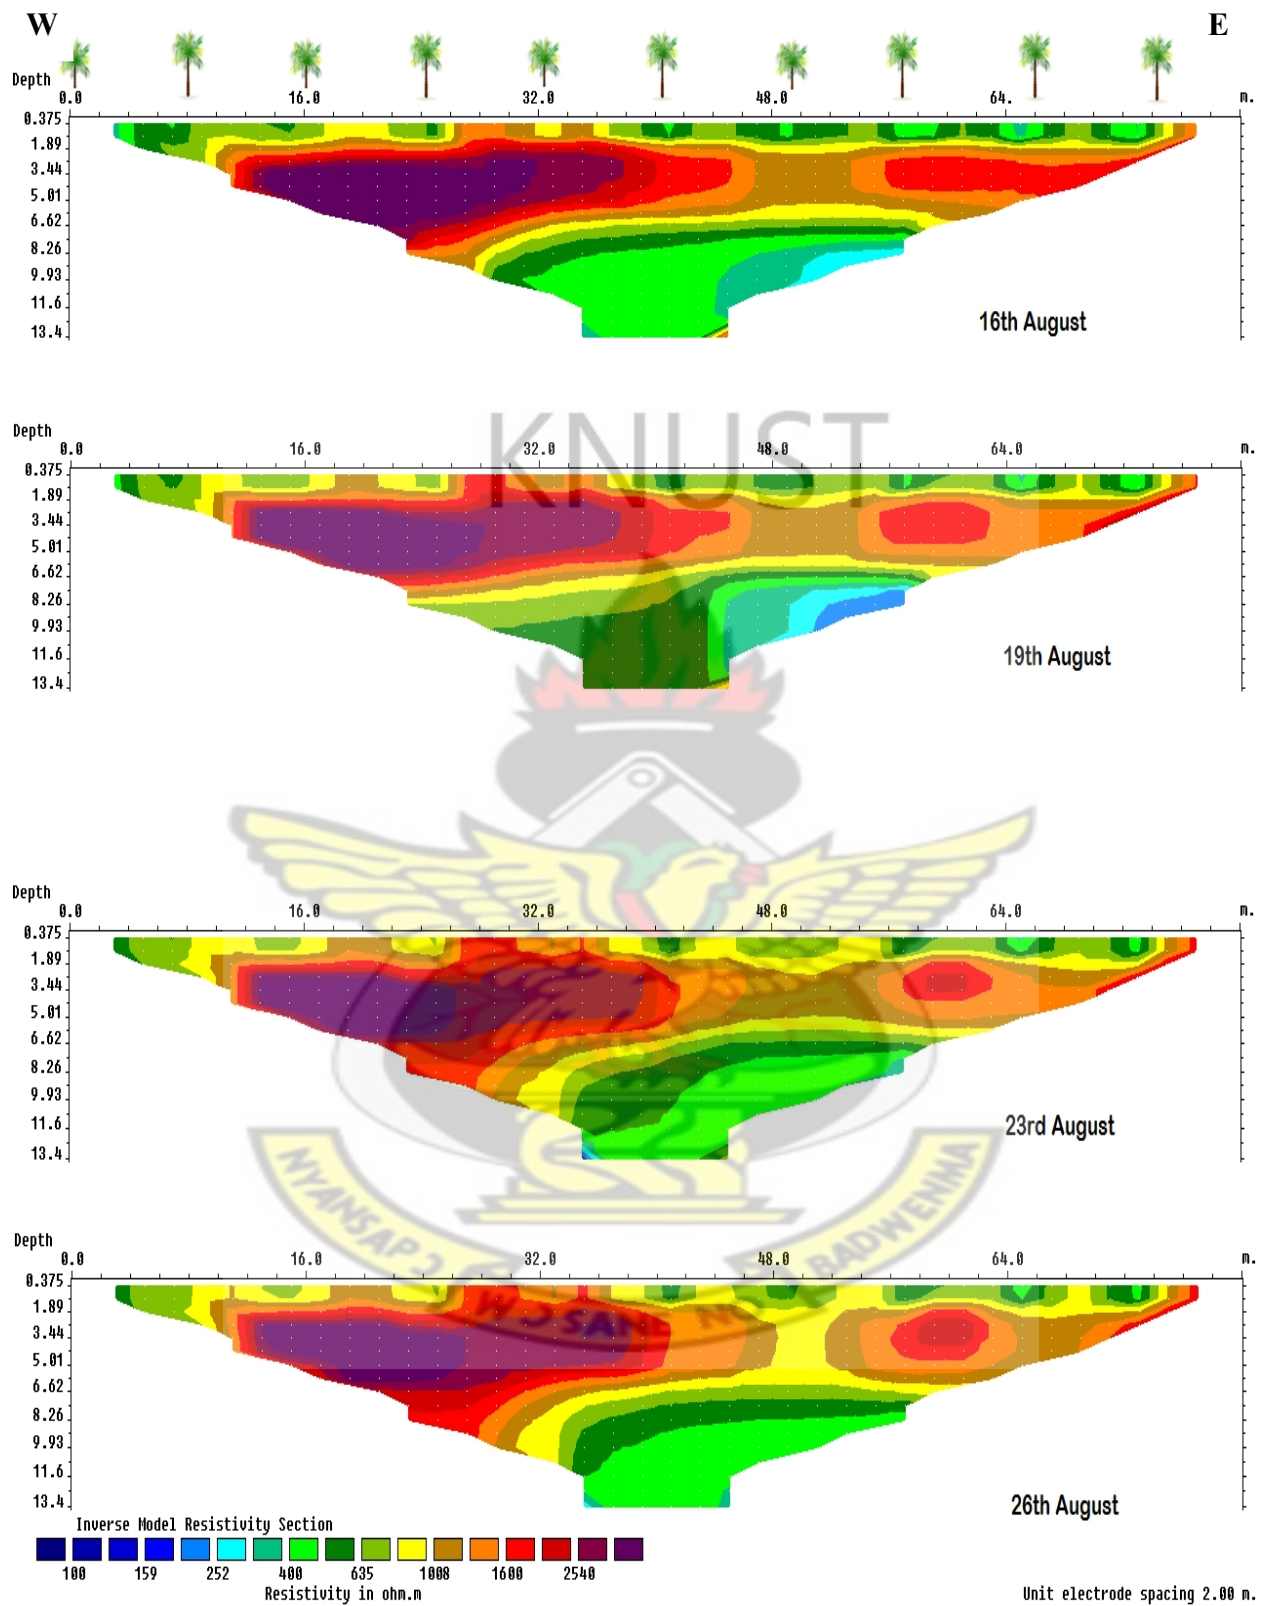 W E
Depth
0.0 16.0 32.0 48.0 64. m.
0.375
1.89
3.44
5.01
6.62
8.26
9.93
11.6
13.4
16th August
KNUST
Depth
0.0 16.0 32.0 48.0 64.0 m.
0.375
1.89
3.44
5.01
6.62
8.26
9.93
11.6
13.4
19th August
Depth
0.0 16.0 32.0 48.0 64.0 m.
0.375
1.89
3.44
5.01
6.62
8.26
9.93
11.6
13.4
23rd August
NYANSAPƆ WƆSANE NO BADWENMA
Depth
0.0 16.0 32.0 48.0 64.0 m.
0.375
1.89
3.44
5.01
6.62
8.26
9.93
11.6
13.4
26th August
Inverse Model Resistivity Section
100 159 252 400 635 1008 1600 2540
Resistivity in ohm.m
Unit electrode spacing 2.00 m.